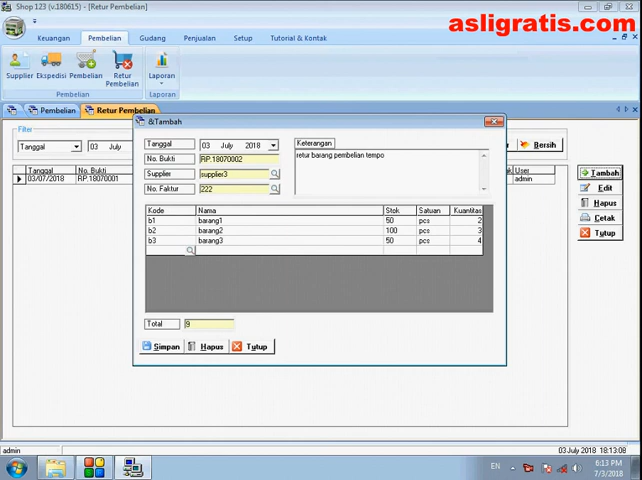 Shop 123 (v.180615) - [Retur Pembelian]
asligratis.com
Keuangan Pembelian Gudang Penjualan Setup Tutorial & Kontak
Supplier Ekspedisi Pembelian Retur Pembelian Laporan
Pembelian Laporan
Pembelian Retur Pembelian
Filter
Tanggal 03 July Bersih
Tanggal No. Bukti User
03/07/2018 RP.18070001 admin
Tambah
Edit
Hapus
Cetak
Tutup
&Tambah
Tanggal 03 July 2018
No. Bukti RP.18070002
Supplier supplier3
No. Faktur 222
Keterangan
retur barang pembelian tempo
Kode Nama Stok Satuan Kuantitas
b1 barang1 50 pcs 2
b2 barang2 100 pcs 3
b3 barang3 50 pcs 4
Total 9
Simpan Hapus Tutup
admin 03 July 2018 18:13:08
EN 6:13 PM
7/3/2018